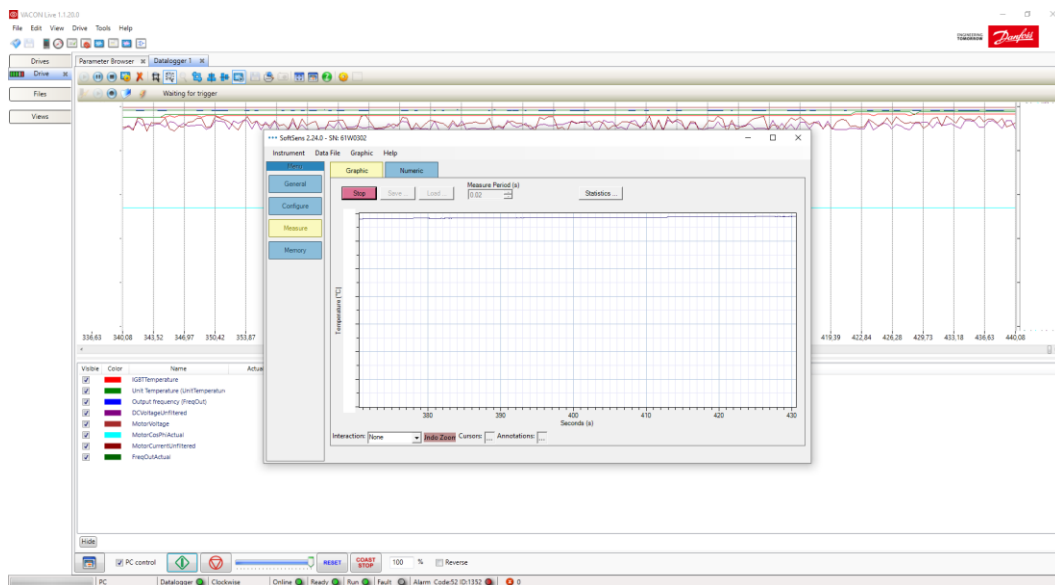 VACON Live 1.1.20.0
File Edit View Drive Tools Help
ENGINEERING
TOMORROW
Danfoss
Drives
Parameter Browser
Datalogger 1
Drive
Files
Waiting for trigger
Views
SoftSens 2.24.0 - SN: 61W0302
Instrument Data File Graphic Help
Menu
Graphic Numeric
General
Stop Save ... Load ... Measure Period (s) Statistics ...
0.02
Configure
Measure
Memory
Temperature (°C)
380 390 400 410 420 430
Seconds (s)
Interaction: None Undo Zoom Cursors: Annotations:
336,63 340,08 343,52 346,97 350,42 353,87
419,39 422,84 426,28 429,73 433,18 436,63 440,08
Visible Color Name Actua
IGBTTemperature
Unit Temperature (UnitTemperatun
Output frequency (FreqOut)
DCVoltageUnfiltered
MotorVoltage
MotorCosPhiActual
MotorCurrentUnfiltered
FreqOutActual
Hide
PC control RESET COAST STOP 100 % Reverse
PC Datalogger Clockwise Online Ready Run Fault Alarm Code:52 ID:1352 0